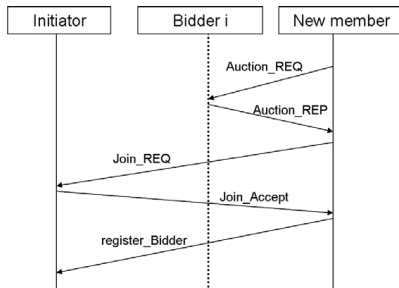 Initiator
Bidder i
New member
Auction_REQ
Auction_REP
Join_REQ
Join_Accept
register_Bidder